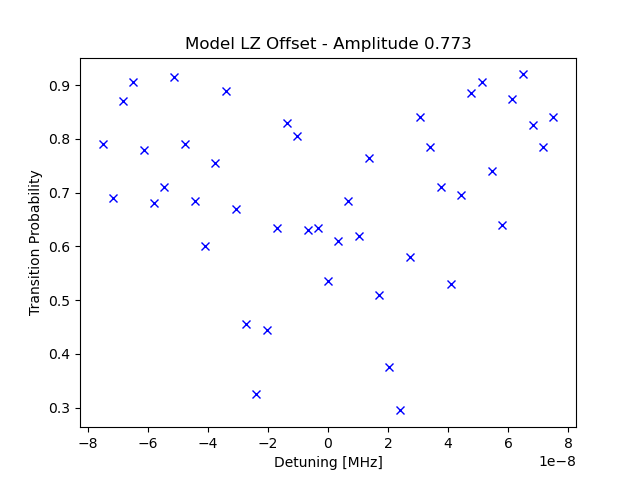 Model LZ Offset - Amplitude 0.773
Transition Probability
0.9
0.8
0.7
0.6
0.5
0.4
0.3
−8 −6 −4 −2 0 2 4 6 8
1e−8
Detuning [MHz]